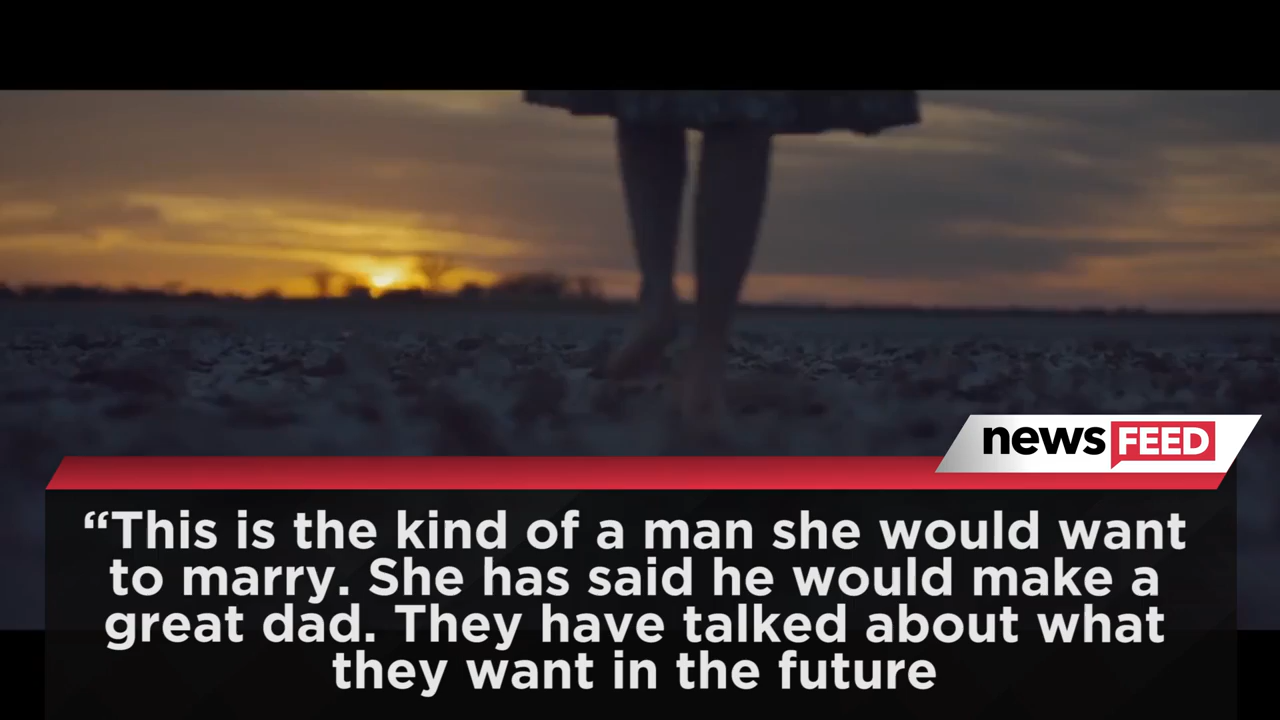 newsFEED
“This is the kind of a man she would want
to marry. She has said he would make a
great dad. They have talked about what
they want in the future